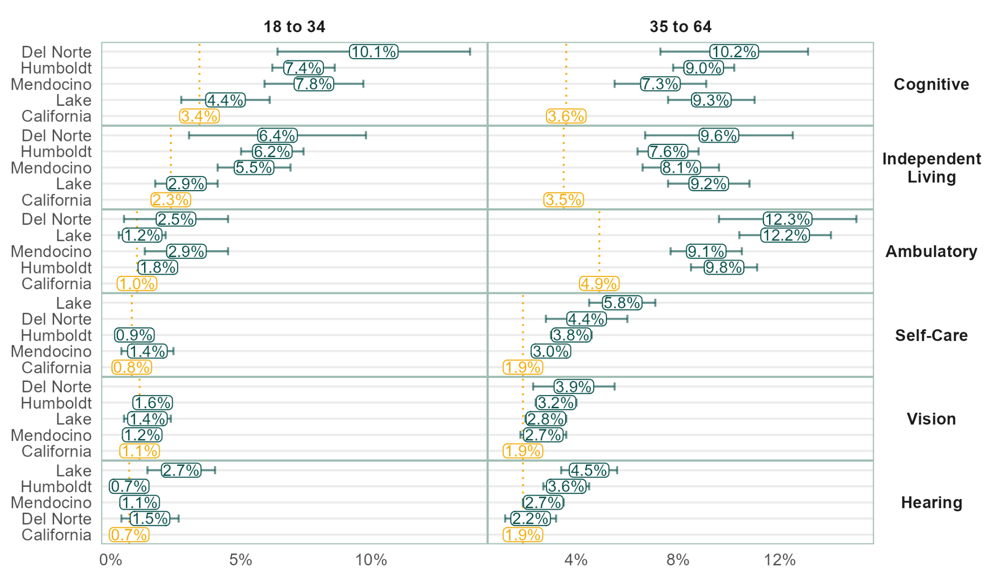 18 to 34 35 to 64
Del Norte 10.1% 10.2%
Humboldt 7.4% 9.0%
Mendocino 7.8% 7.3% Cognitive
Lake 4.4% 9.3%
California 3.4% 3.6%
Del Norte 6.4% 9.6%
Humboldt 6.2% 7.6% Independent
Mendocino 5.5% 8.1% Living
Lake 2.9% 9.2%
California 2.3% 3.5%
Del Norte 2.5% 12.3%
Lake 1.2% 12.2%
Mendocino 2.9% 9.1% Ambulatory
Humboldt 1.8% 9.8%
California 1.0% 4.9%
Lake 5.8%
Del Norte 4.4%
Humboldt 0.9% 3.8% Self-Care
Mendocino 1.4% 3.0%
California 0.8% 1.9%
Del Norte 3.9%
Humboldt 1.6% 3.2%
Lake 1.4% 2.8% Vision
Mendocino 1.2% 2.7%
California 1.1% 1.9%
Lake 2.7% 4.5%
Humboldt 0.7% 3.6%
Mendocino 1.1% 2.7% Hearing
Del Norte 1.5% 2.2%
California 0.7% 1.9%
0% 5% 10% 4% 8% 12%